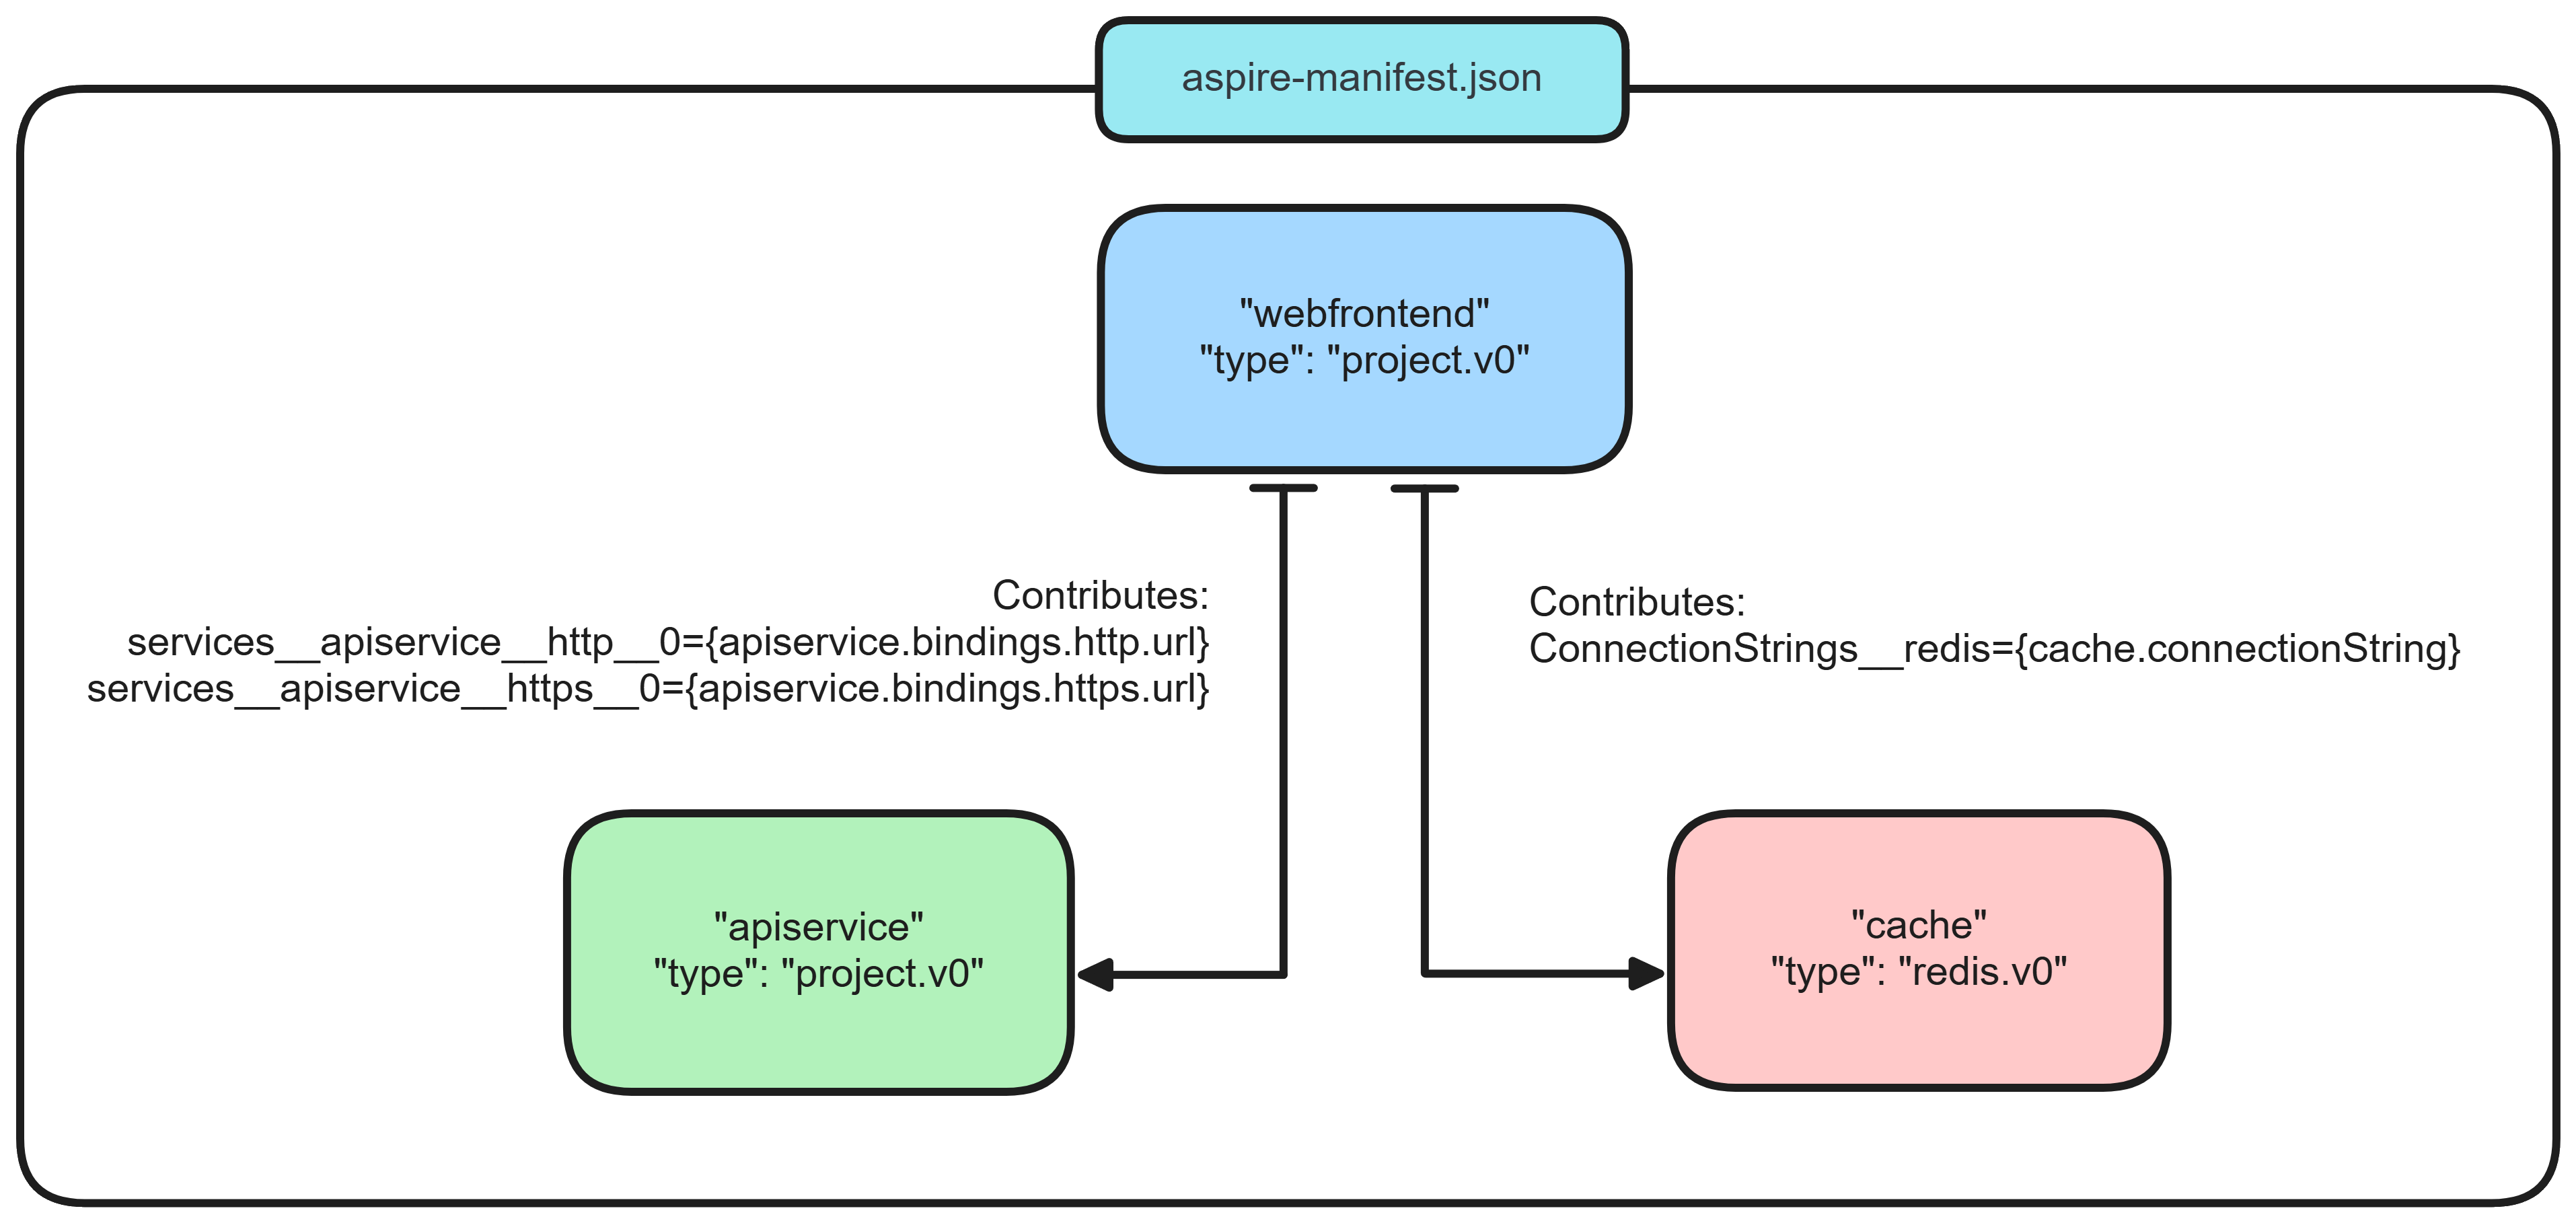 aspire-manifest.json
"webfrontend"
"type": "project.v0"
Contributes:
services__apiservice__http__0={apiservice.bindings.http.url}
services__apiservice__https__0={apiservice.bindings.https.url}
Contributes:
ConnectionStrings__redis={cache.connectionString}
"apiservice"
"type": "project.v0"
"cache"
"type": "redis.v0"